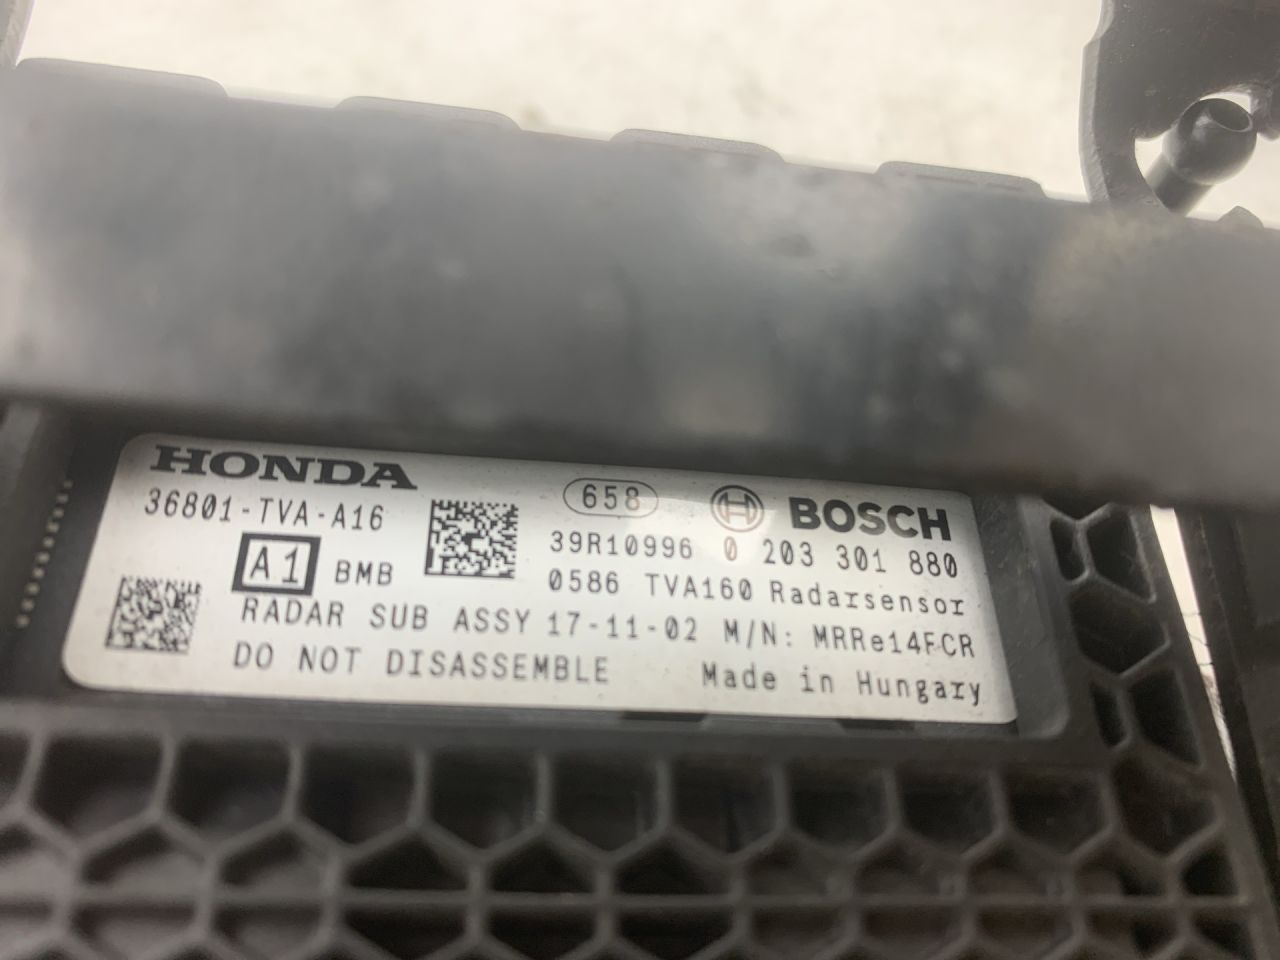 HONDA
36801-TVA-A16
A1 BMB
RADAR SUB ASSY
DO NOT DISASSEMBLE
658 BOSCH
39R10996 0 203 301 880
0586 TVA160 Radarsensor
17-11-02 M/N: MRRe14FCR
Made in Hungary